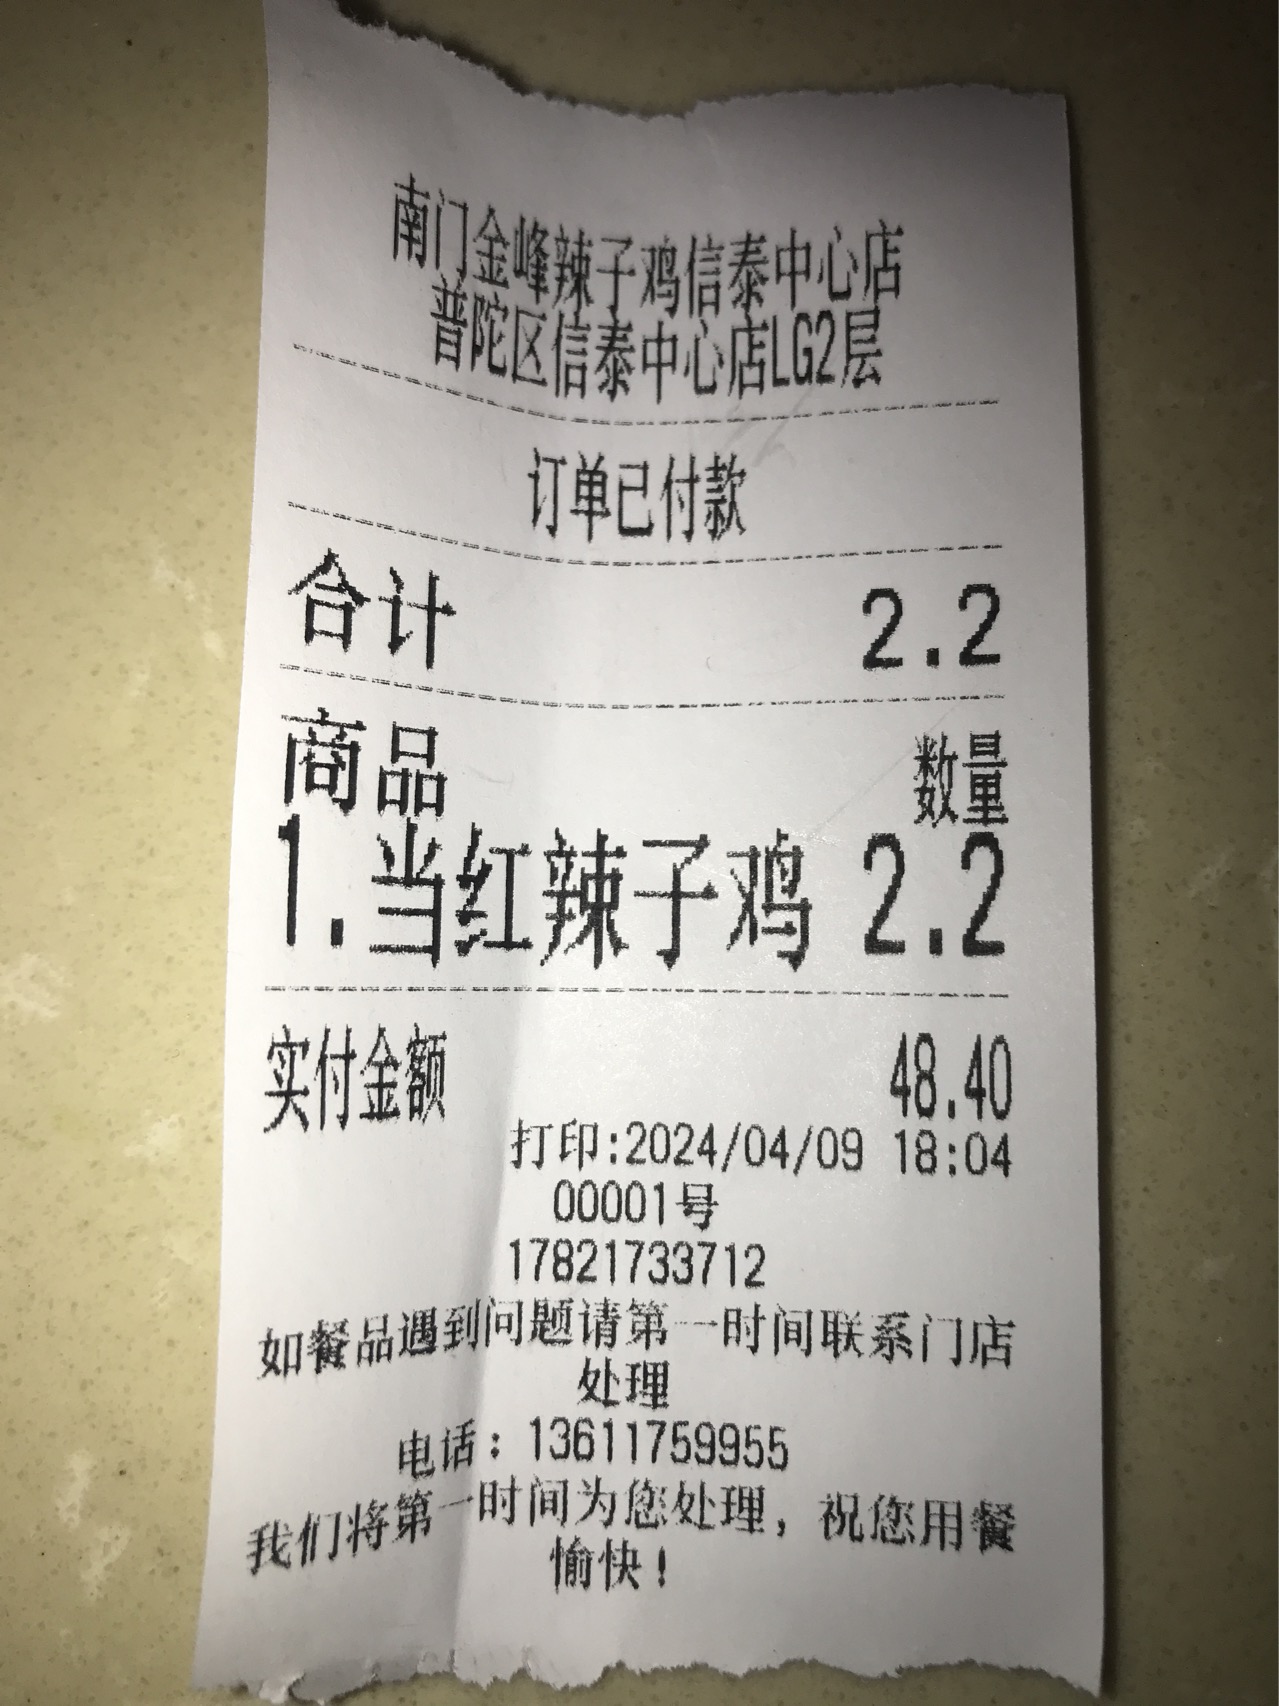 南门金峰辣子鸡信泰中心店
普陀区信泰中心店LG2层
订单已付款
合计 2.2
商品 数量
1.当红辣子鸡 2.2
实付金额 48.40
打印:2024/04/09 18:04
00001号
17821733712
如餐品遇到问题请第一时间联系门店
处理
电话：13611759955
我们将第一时间为您处理，祝您用餐
愉快！